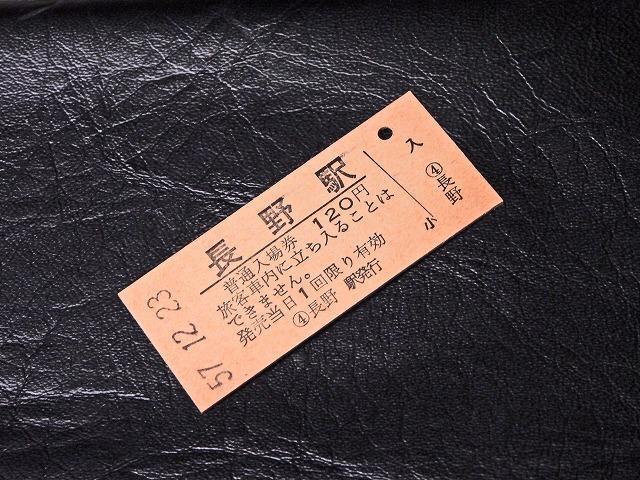 57.12.23
長野駅
普通入場券 120円
旅客車内に立ち入ることは
できません。
発売当日1回限り有効
④長野 駅発行
入
④長野
小